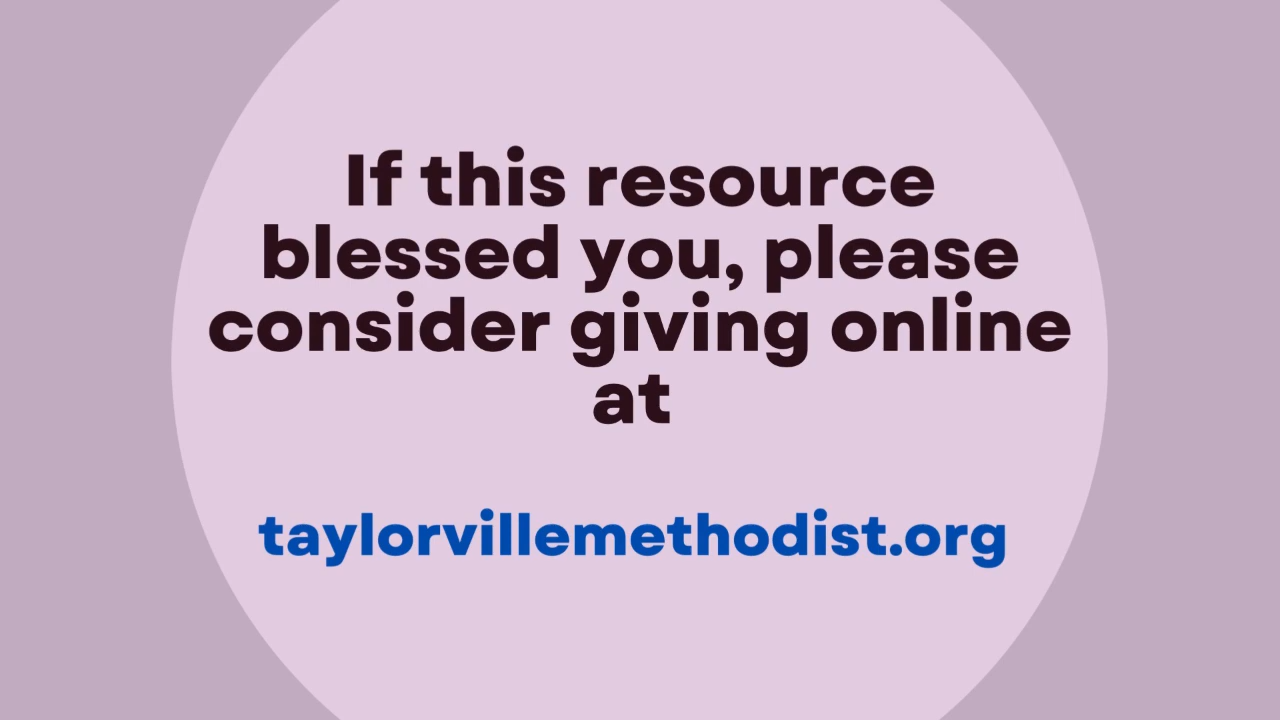 If this resource
blessed you, please
consider giving online
at
taylorvillemethodist.org